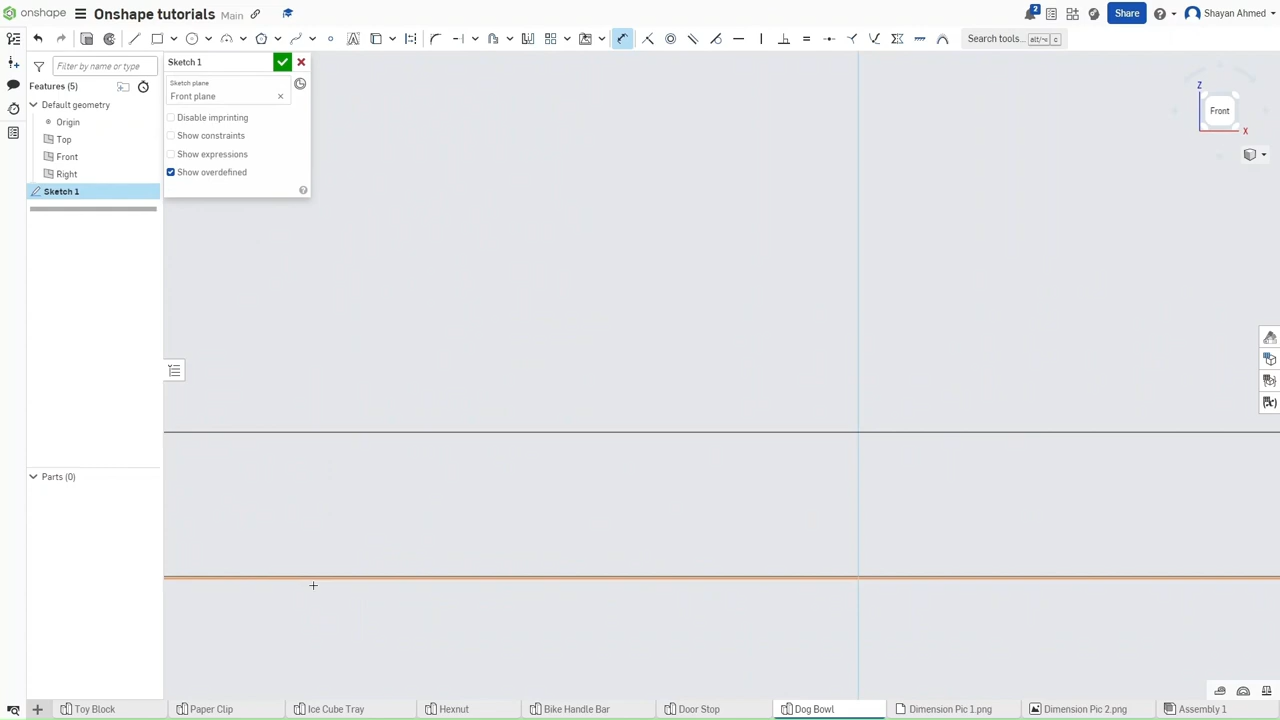 onshape Onshape tutorials Main 2 Share Shayan Ahmed
Search tools... alt/⌥ c
Filter by name or type
Features (5)
Default geometry
Origin
Top
Front
Right
Sketch 1
Sketch 1
Sketch plane
Front plane
Disable imprinting
Show constraints
Show expressions
Show overdefined
Z
Front
X
Parts (0)
Toy Block Paper Clip Ice Cube Tray Hexnut Bike Handle Bar Door Stop Dog Bowl Dimension Pic 1.png Dimension Pic 2.png Assembly 1